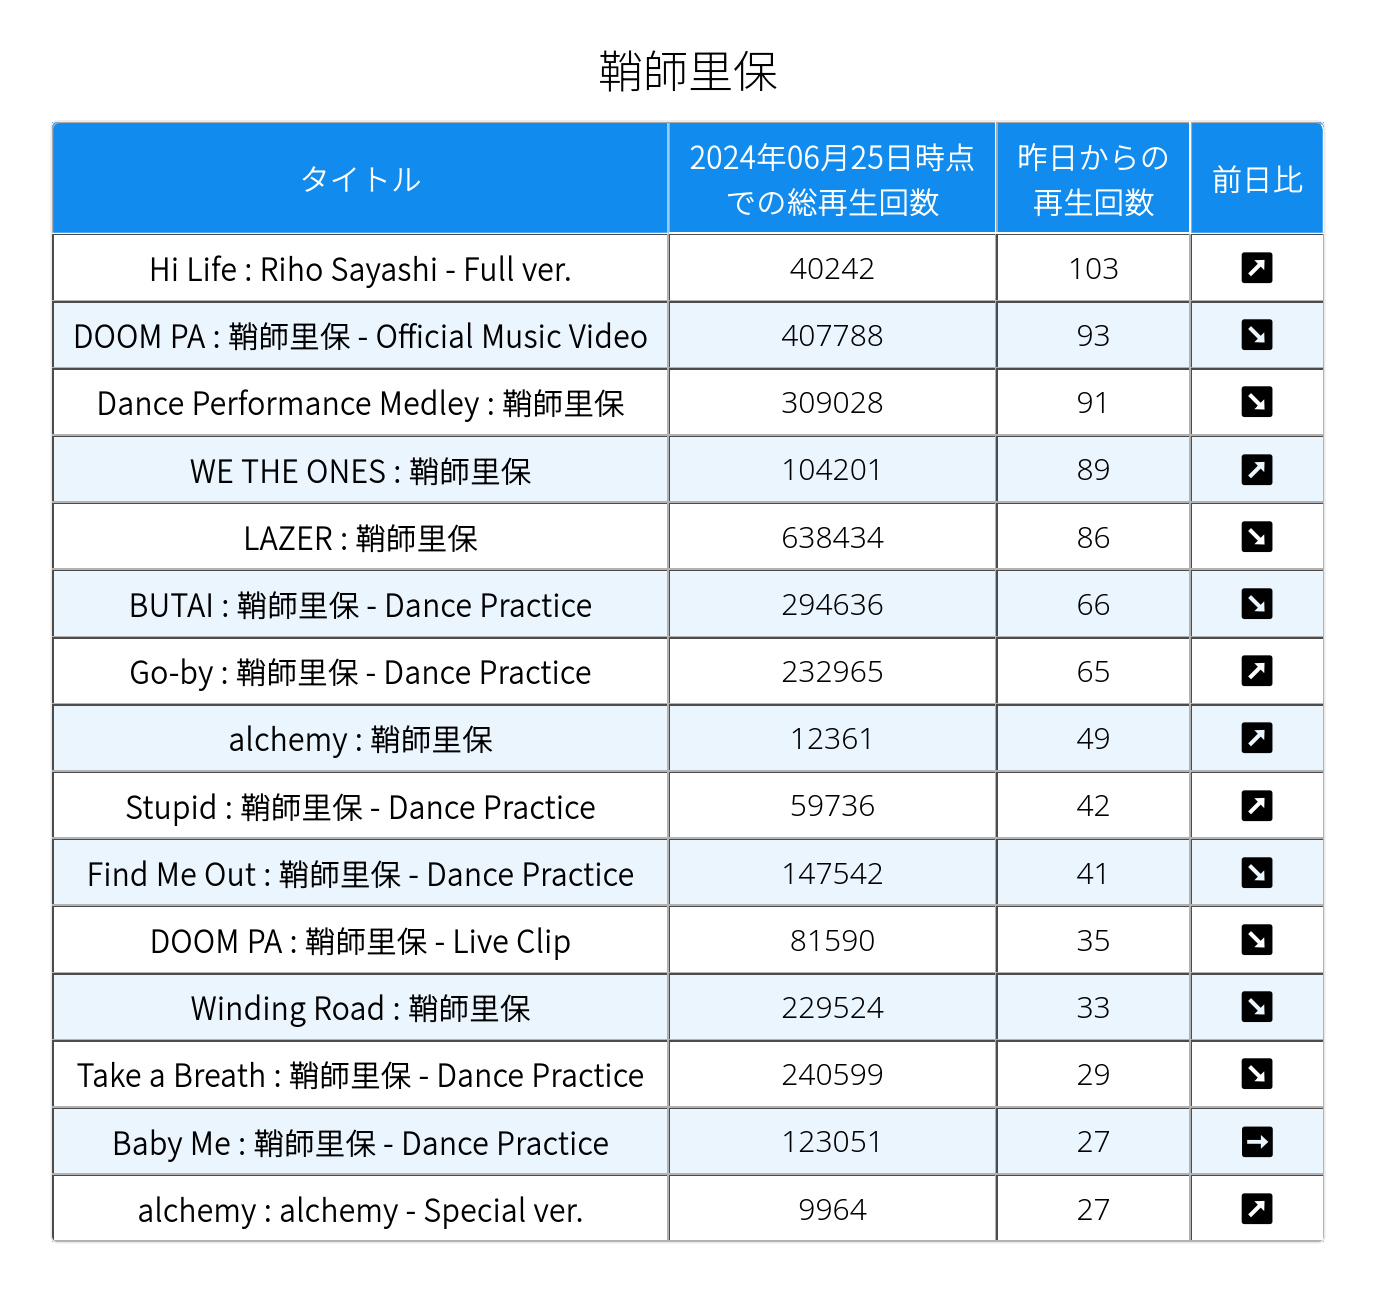 鞘師里保
タイトル
2024年06月25日時点
での総再生回数
昨日からの
再生回数
前日比
Hi Life : Riho Sayashi - Full ver. 40242 103 ↗
DOOM PA : 鞘師里保 - Official Music Video 407788 93 ↘
Dance Performance Medley : 鞘師里保 309028 91 ↘
WE THE ONES : 鞘師里保 104201 89 ↗
LAZER : 鞘師里保 638434 86 ↘
BUTAI : 鞘師里保 - Dance Practice 294636 66 ↘
Go-by : 鞘師里保 - Dance Practice 232965 65 ↗
alchemy : 鞘師里保 12361 49 ↗
Stupid : 鞘師里保 - Dance Practice 59736 42 ↗
Find Me Out : 鞘師里保 - Dance Practice 147542 41 ↘
DOOM PA : 鞘師里保 - Live Clip 81590 35 ↘
Winding Road : 鞘師里保 229524 33 ↘
Take a Breath : 鞘師里保 - Dance Practice 240599 29 ↘
Baby Me : 鞘師里保 - Dance Practice 123051 27 →
alchemy : alchemy - Special ver. 9964 27 ↗